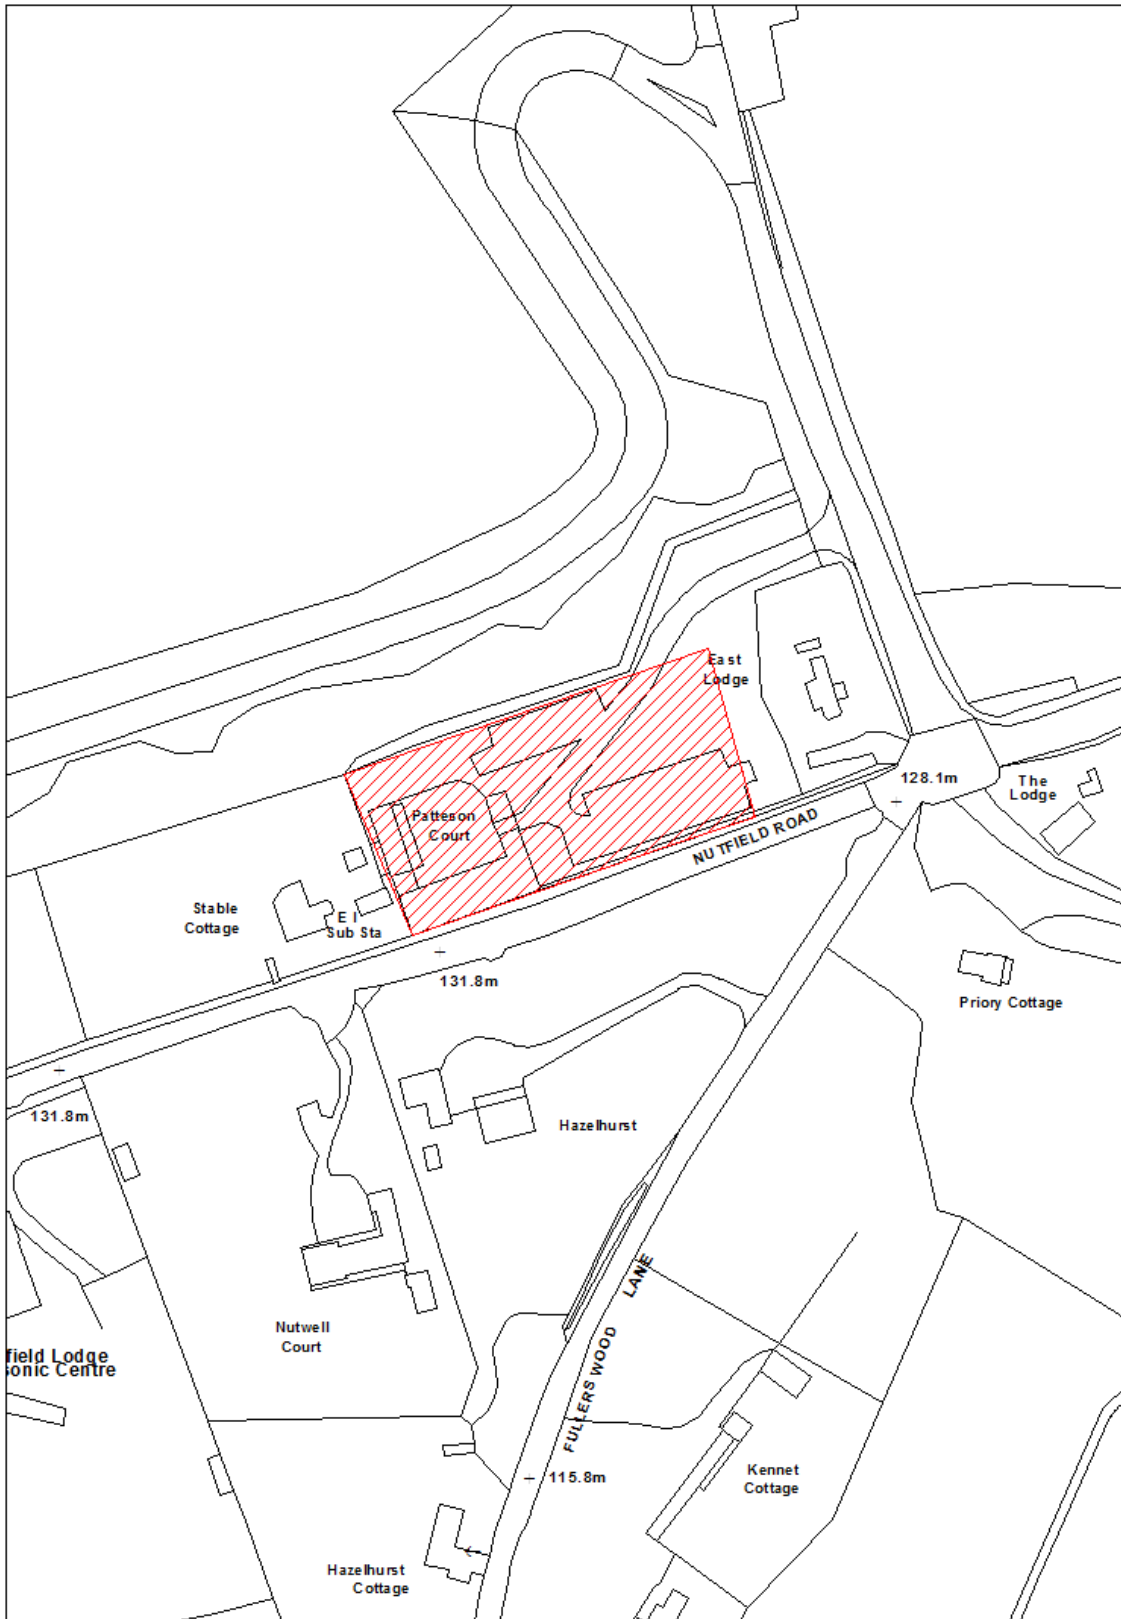 East
Lodge
128.1m
The
Lodge
Patteson
Court
NUTFIELD ROAD
Stable
Cottage
El
Sub Sta
131.8m
Priory Cottage
131.8m
Hazelhurst
FULLERS WOOD LANE
Nutwell
Court
field Lodge
sonic Centre
115.8m
Kennet
Cottage
Hazelhurst
Cottage